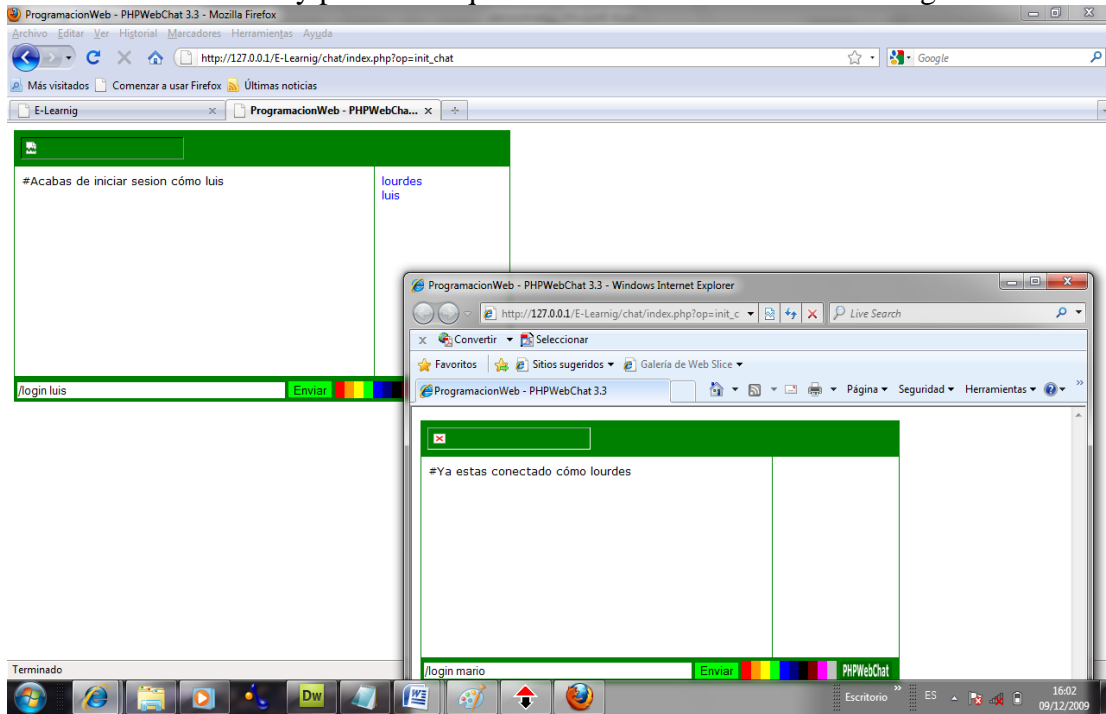 ProgramacionWeb - PHPWebChat 3.3 - Mozilla Firefox
Archivo Editar Ver Historial Marcadores Herramientas Ayuda
http://127.0.0.1/E-Learnig/chat/index.php?op=init_chat
Google
Más visitados Comenzar a usar Firefox Últimas noticias
E-Learnig
ProgramacionWeb - PHPWebCha...
#Acabas de iniciar sesion cómo luis
lourdes
luis
/login luis
Enviar
Terminado
ProgramacionWeb - PHPWebChat 3.3 - Windows Internet Explorer
http://127.0.0.1/E-Learnig/chat/index.php?op=init_c
Live Search
Convertir Seleccionar
Favoritos Sitios sugeridos Galería de Web Slice
ProgramacionWeb - PHPWebChat 3.3
Página Seguridad Herramientas
#Ya estas conectado cómo lourdes
/login mario
Enviar
PHPWebChat
Dw
Escritorio
ES
16:02
09/12/2009